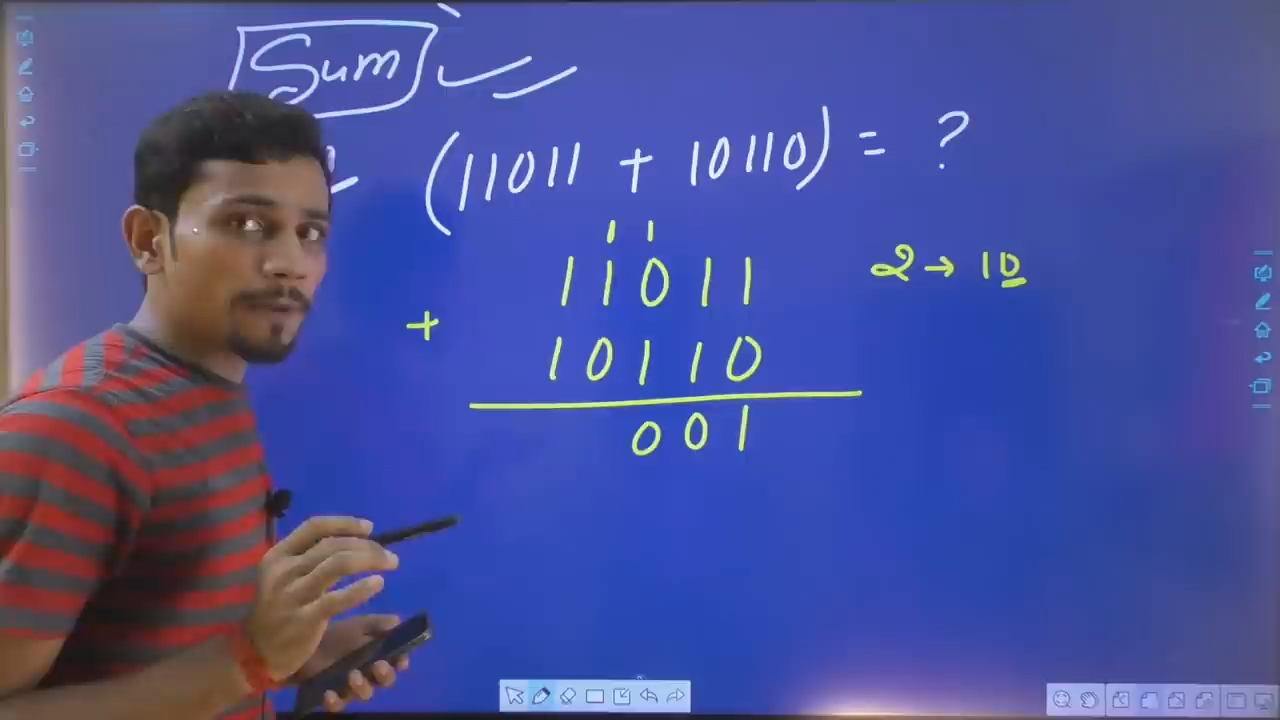 Sum
(11011 + 10110) = ?
1 1
11011
2 → 10
+
10110
001